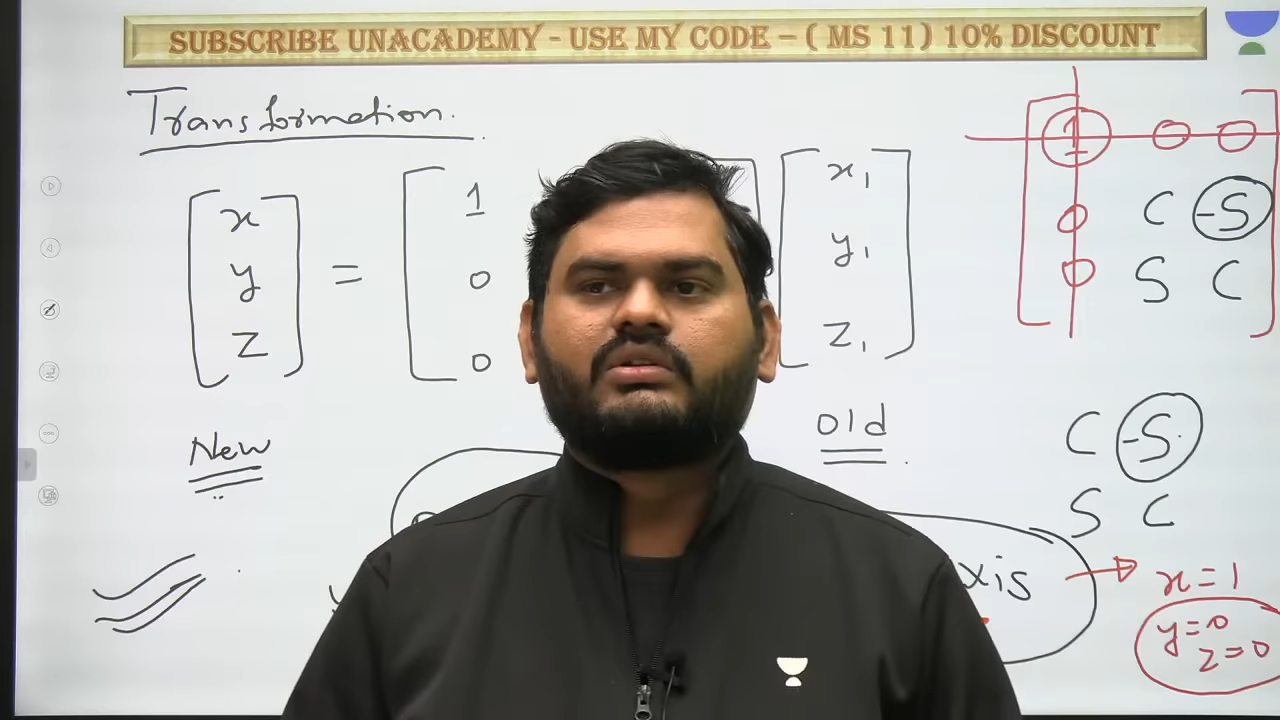 SUBSCRIBE UNACADEMY - USE MY CODE – ( MS 11) 10% DISCOUNT
Transformation.
x
y
z
=
1
0
0
x1
y1
z1
New
Old
xis
1 0 0
0 C -S
0 S C
C -S
S C
x=1
y=0
z=0